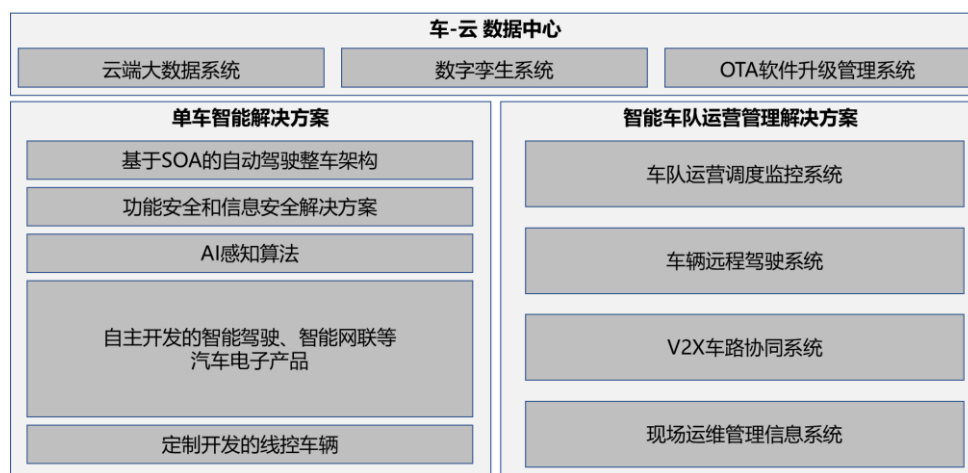 车-云 数据中心
云端大数据系统
数字孪生系统
OTA软件升级管理系统
单车智能解决方案
基于SOA的自动驾驶整车架构
功能安全和信息安全解决方案
AI感知算法
自主开发的智能驾驶、智能网联等
汽车电子产品
定制开发的线控车辆
智能车队运营管理解决方案
车队运营调度监控系统
车辆远程驾驶系统
V2X车路协同系统
现场运维管理信息系统